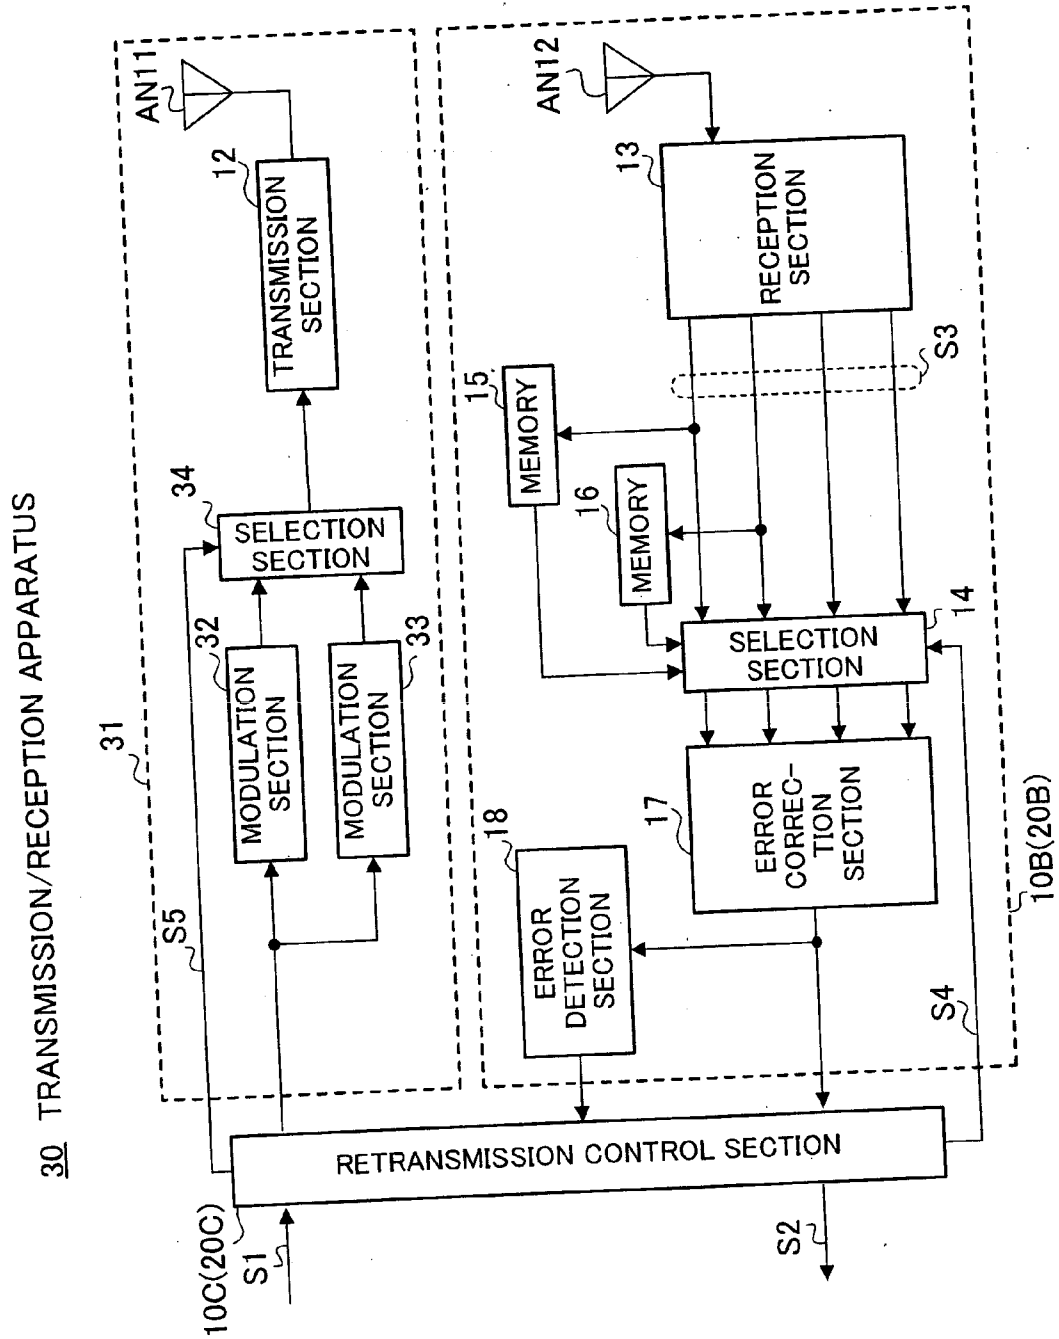 30 TRANSMISSION/RECEPTION APPARATUS
31
AN11
12
TRANSMISSION
SECTION
34
SELECTION
SECTION
32
MODULATION
SECTION
33
MODULATION
SECTION
S5
AN12
13
RECEPTION
SECTION
S3
15
MEMORY
16
MEMORY
14
SELECTION
SECTION
17
ERROR
CORREC-
TION
SECTION
18
ERROR
DETECTION
SECTION
10B(20B)
S4
RETRANSMISSION CONTROL SECTION
10C(20C)
S1
S2